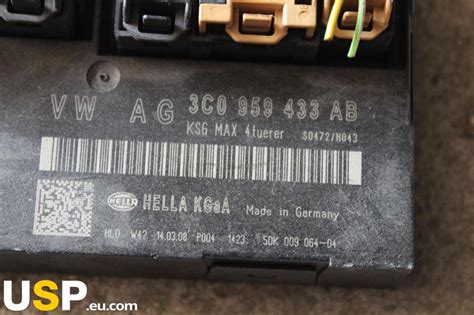 VW AG 3C0 959 433 AB
KSG MAX 4tuerer S0472/H043
HELLA HELLA KGaA Made in Germany
HLO W42 14.03.08 P004 1423 5DK 009 064-04
USP.eu.com